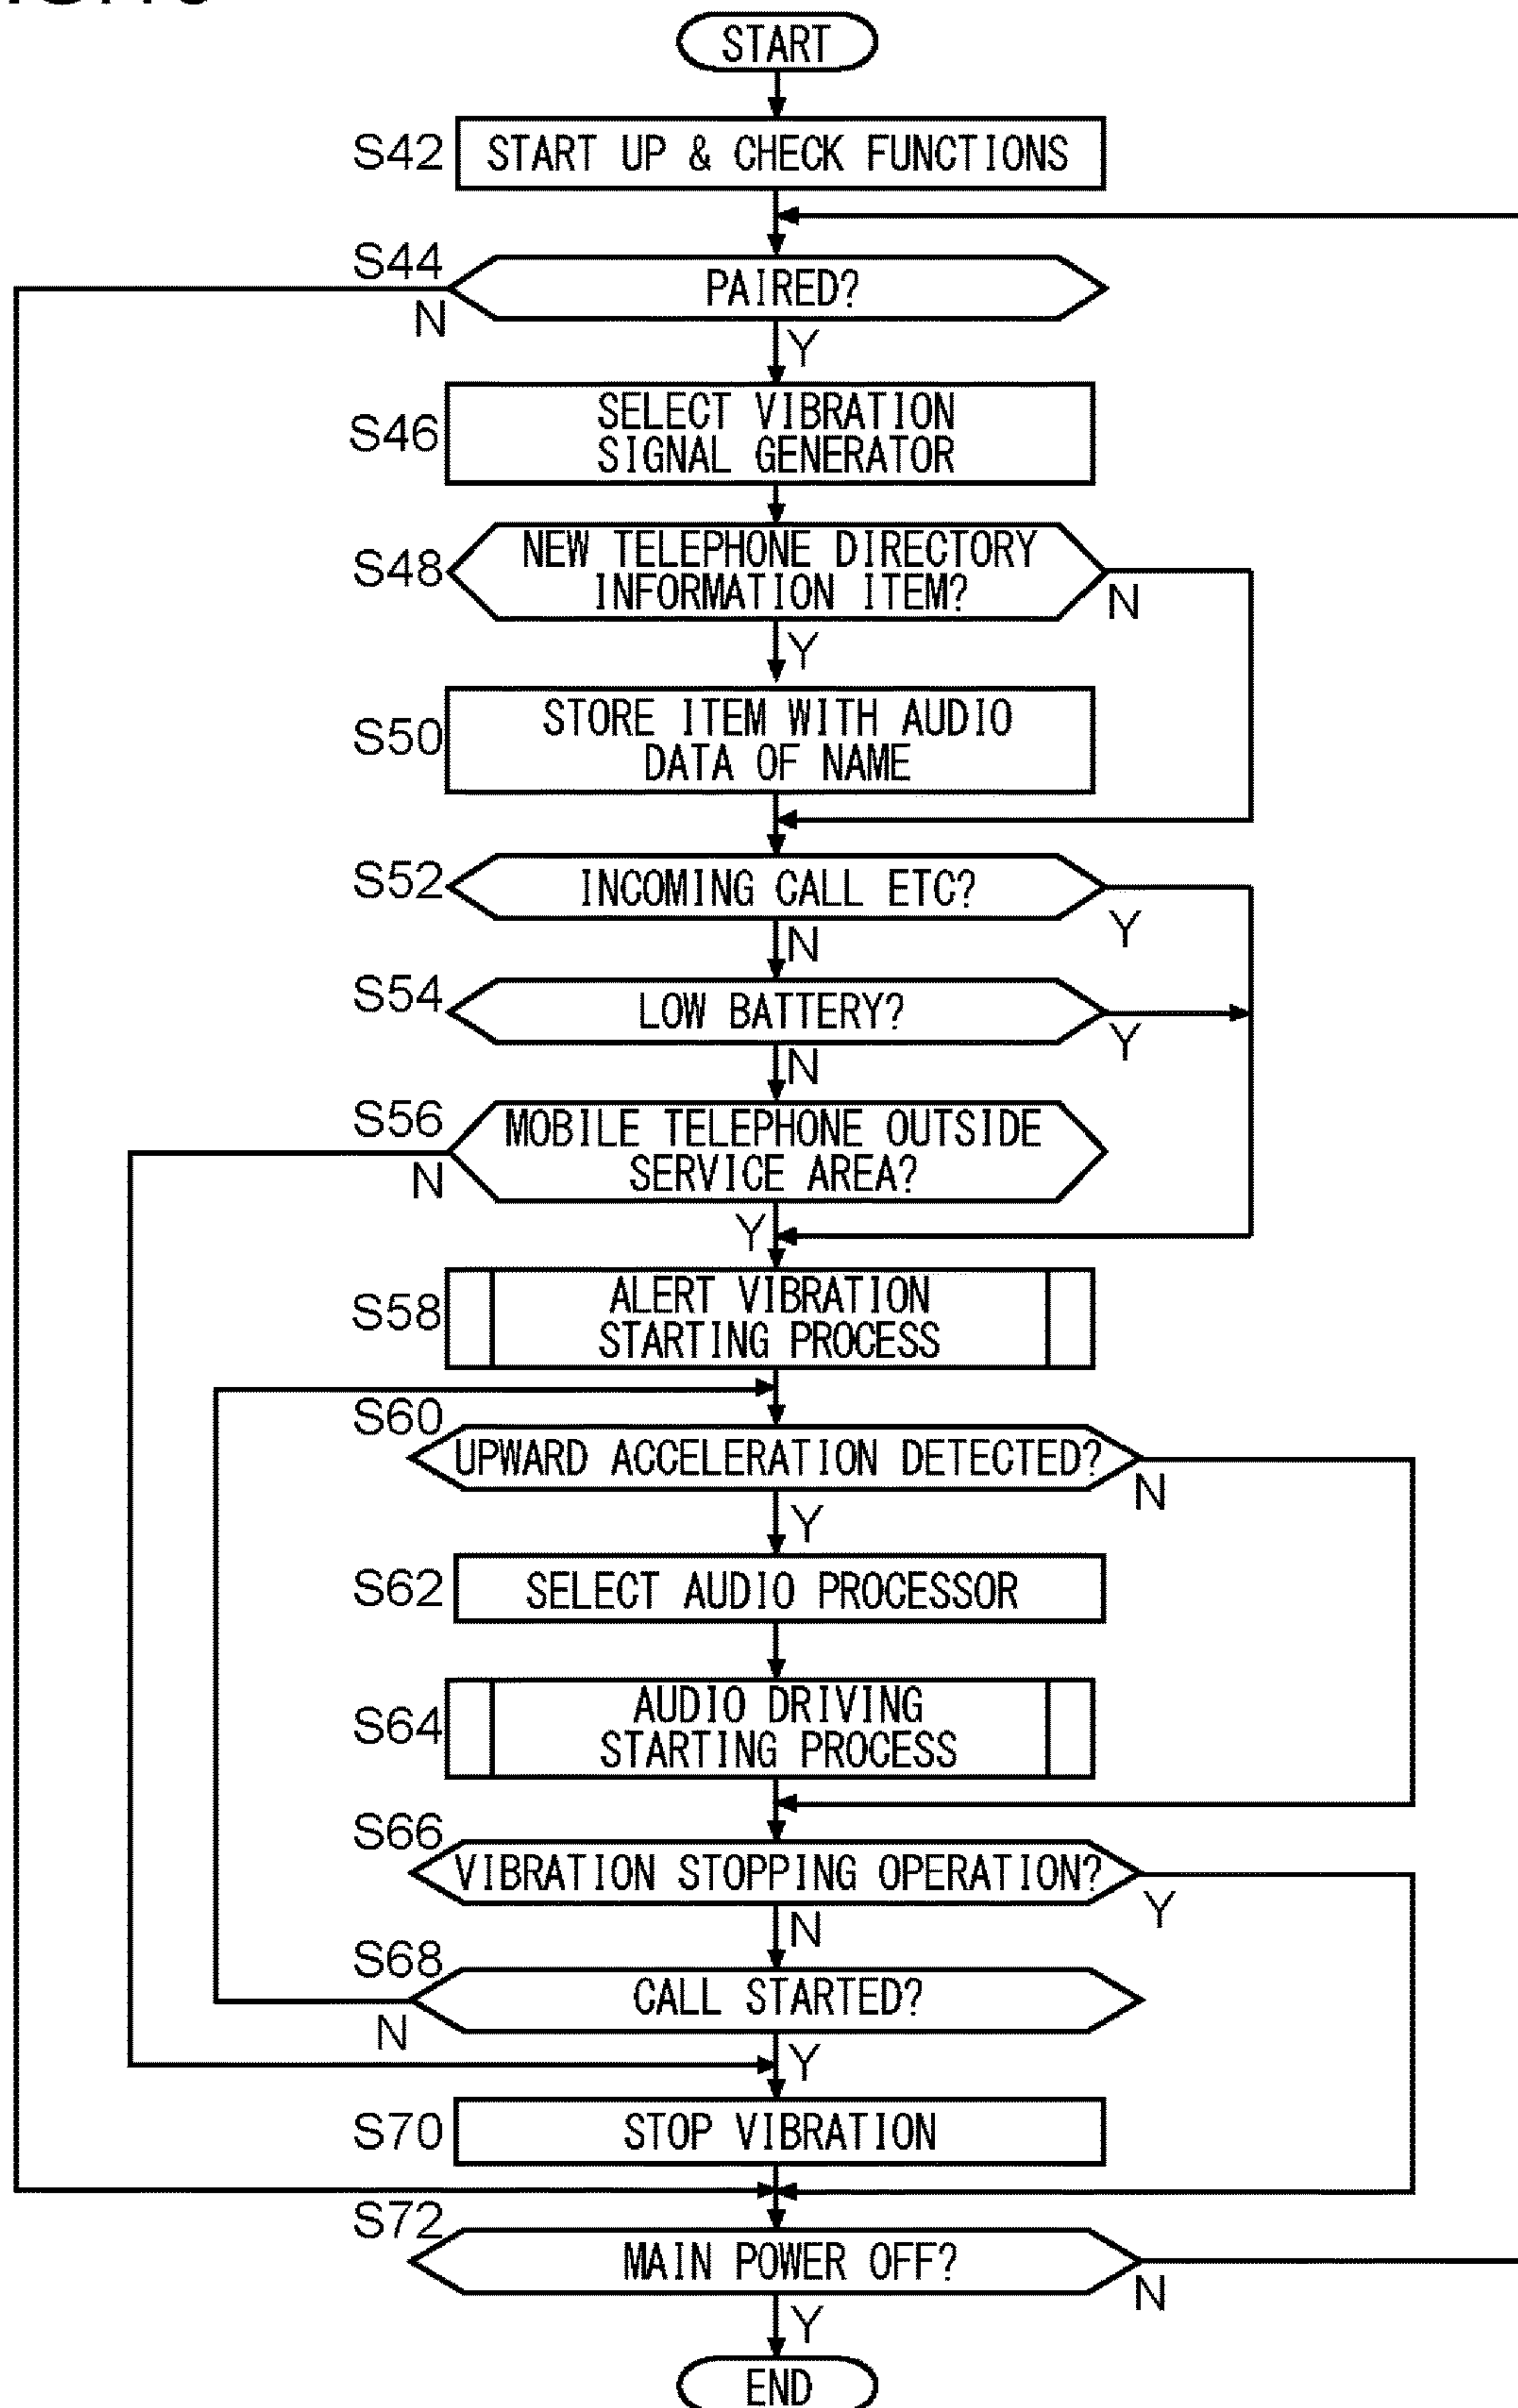 START
S42
START UP & CHECK FUNCTIONS
S44
PAIRED?
N
Y
S46
SELECT VIBRATION
SIGNAL GENERATOR
S48
NEW TELEPHONE DIRECTORY
INFORMATION ITEM?
N
Y
S50
STORE ITEM WITH AUDIO
DATA OF NAME
S52
INCOMING CALL ETC?
Y
N
S54
LOW BATTERY?
Y
N
S56
MOBILE TELEPHONE OUTSIDE
SERVICE AREA?
N
Y
S58
ALERT VIBRATION
STARTING PROCESS
S60
UPWARD ACCELERATION DETECTED?
N
Y
S62
SELECT AUDIO PROCESSOR
S64
AUDIO DRIVING
STARTING PROCESS
S66
VIBRATION STOPPING OPERATION?
Y
N
S68
CALL STARTED?
N
Y
S70
STOP VIBRATION
S72
MAIN POWER OFF?
N
Y
END